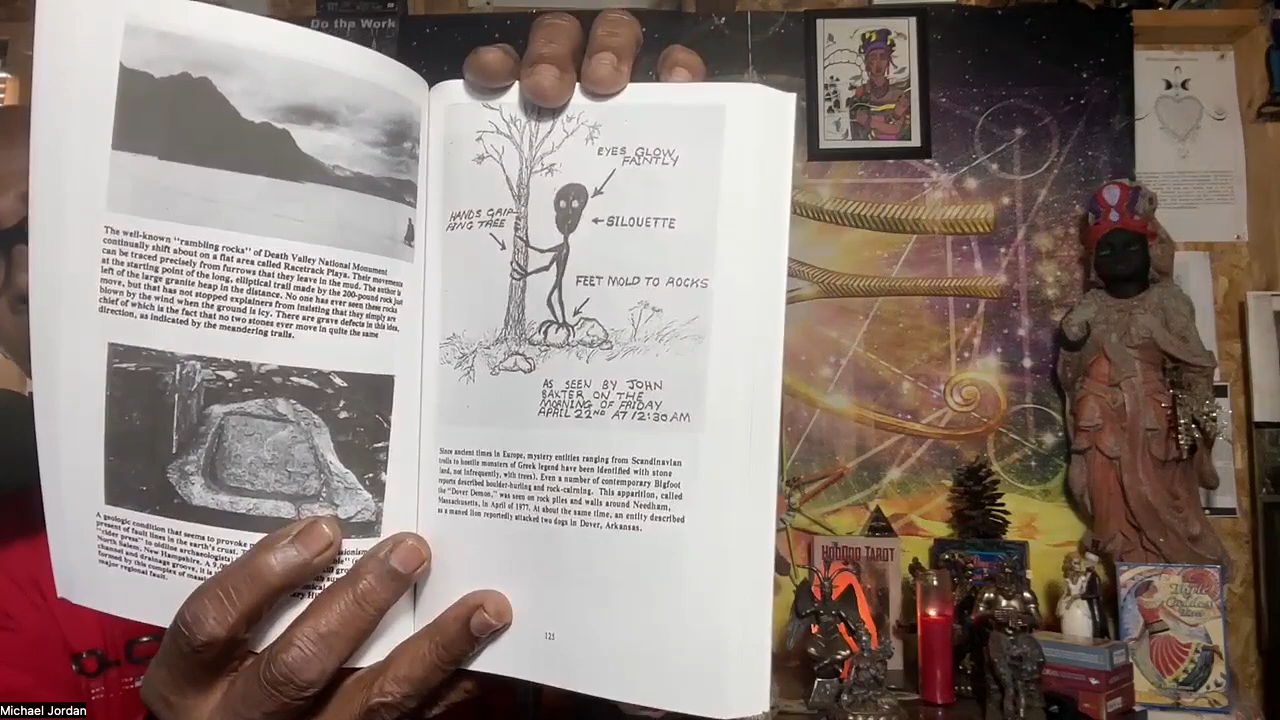 Do the Work
The well-known "rambling rocks" of Death Valley National Monument
continually shift about on a flat area called Racetrack Playa. Their movements
can be traced precisely from furrows that they leave in the mud. The author is
at the starting point of the long, elliptical trail made by the 200-pound rock just
left of the large granite heap in the distance. No one has ever seen these rocks
move, but that has not stopped explainers from insisting that they simply are
blown by the wind when the ground is icy. There are grave defects in this idea,
chief of which is the fact that no two stones ever move in quite the same
direction, as indicated by the meandering trails.
A geologic condition that seems to provoke
present of fault lines in the earth's crust.
"cider press" to oldline archaeologists)
North Salem, New Hampshire. A
channel and drainage groove, it is
formed by this complex of massi
major regional fault.
EYES GLOW
FAINTLY
HANDS GRIP-
PING TREE
SILOUETTE
FEET MOLD TO ROCKS
AS SEEN BY JOHN
BAXTER ON THE
MORNING OF FRIDAY
APRIL 22ND AT 12:30 AM
Since ancient times in Europe, mystery entities ranging from Scandinavian
trolls to hostile monsters of Greek legend have been identified with stone
(and, not infrequently, with trees). Even a number of contemporary Bigfoot
reports described boulder-hurling and rock-cairning. This apparition, called
the "Dover Demon," was seen on rock piles and walls around Needham,
Massachusetts, in April of 1977. At about the same time, an entity described
as a maned lion reportedly attacked two dogs in Dover, Arkansas.
125
HOODOO TAROT
Michael Jordan